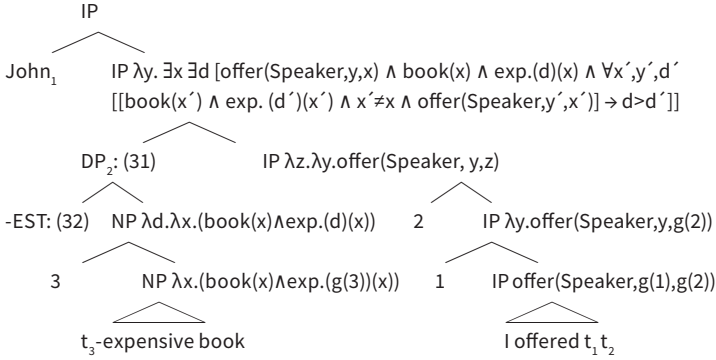 IP
John₁ IP λy. ∃x ∃d [offer(Speaker,y,x) ∧ book(x) ∧ exp.(d)(x) ∧ ∀x´,y´,d´
[[book(x´) ∧ exp. (d´)(x´) ∧ x´≠x ∧ offer(Speaker,y´,x´)] → d>d´]]
DP₂: (31) IP λz.λy.offer(Speaker, y,z)
-EST: (32) NP λd.λx.(book(x)∧exp.(d)(x)) 2 IP λy.offer(Speaker,y,g(2))
3 NP λx.(book(x)∧exp.(g(3))(x)) 1 IP offer(Speaker,g(1),g(2))
t₃-expensive book I offered t₁ t₂